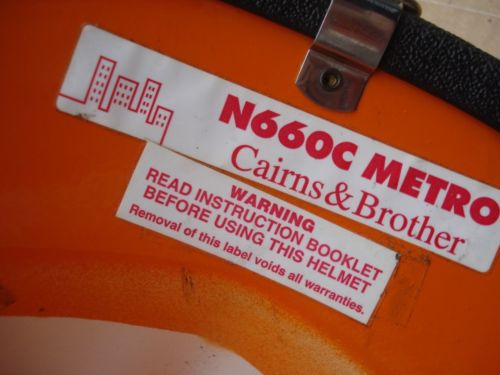 N660C METRO
Cairns & Brother
WARNING
READ INSTRUCTION BOOKLET
BEFORE USING THIS HELMET
Removal of this label voids all warranties.